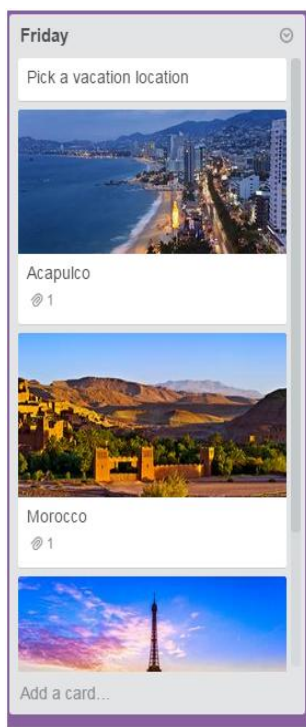 Friday
Pick a vacation location
Acapulco
1
Morocco
1
Add a card...